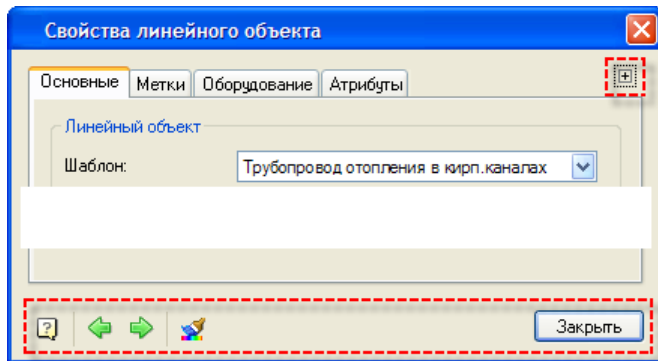 Свойства линейного объекта
Основные Метки Оборудование Атрибуты
Линейный объект
Шаблон: Трубопровод отопления в кирп.каналах
Закрыть